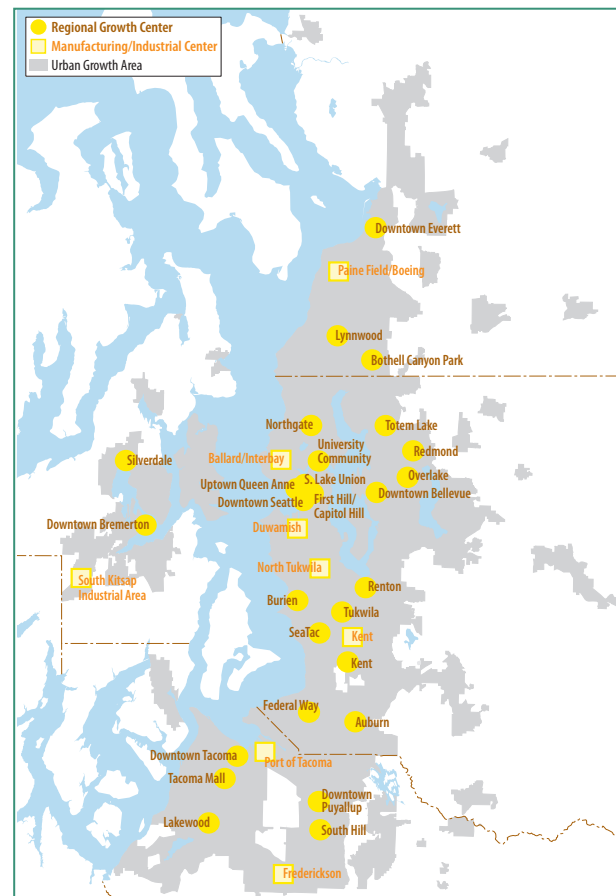 Regional Growth Center
Manufacturing/Industrial Center
Urban Growth Area
Downtown Everett
Paine Field/Boeing
Lynnwood
Bothell Canyon Park
Northgate
Totem Lake
University
Community
Redmond
Ballard/Interbay
Silverdale
S. Lake Union
Overlake
Uptown Queen Anne
Downtown Bellevue
Downtown Seattle
First Hill/
Capitol Hill
Downtown Bremerton
Duwamish
North Tukwila
South Kitsap
Industrial Area
Renton
Burien
Tukwila
SeaTac
Kent
Kent
Federal Way
Auburn
Downtown Tacoma
Port of Tacoma
Tacoma Mall
Downtown
Puyallup
Lakewood
South Hill
Frederickson